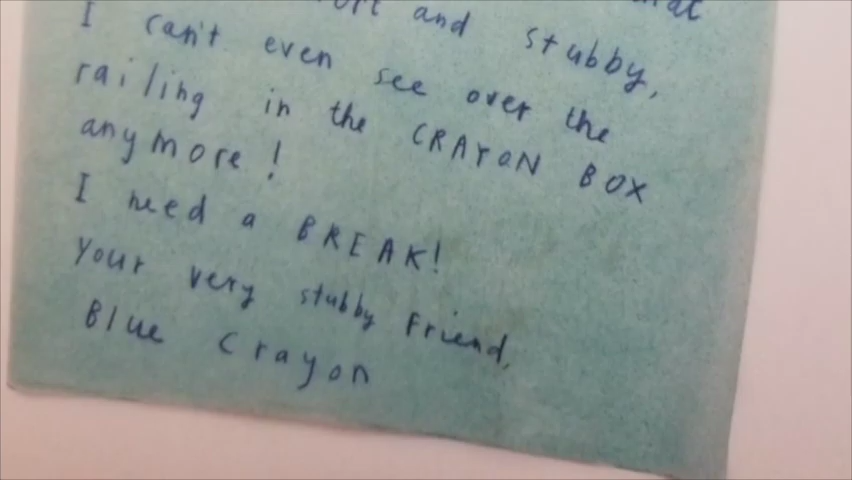 and stubby,
I can't even see over the
railing in the CRAYON BOX
anymore!
I need a BREAK!
Your very stubby Friend,
Blue Crayon